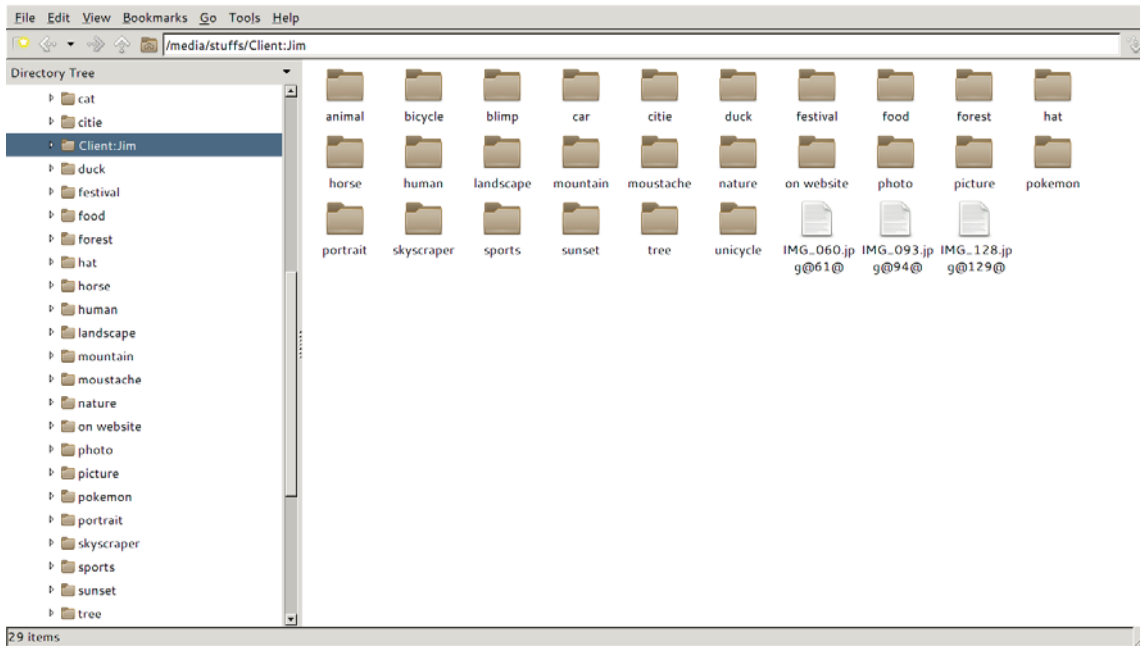 File Edit View Bookmarks Go Tools Help
/media/stuffs/Client:Jim
Directory Tree
cat
citie
Client:Jim
duck
festival
food
forest
hat
horse
human
landscape
mountain
moustache
nature
on website
photo
picture
pokemon
portrait
skyscraper
sports
sunset
tree
animal bicycle blimp car citie duck festival food forest hat
horse human landscape mountain moustache nature on website photo picture pokemon
portrait skyscraper sports sunset tree unicycle IMG_060.jp IMG_093.jp IMG_128.jp
g@61@ g@94@ g@129@
29 items